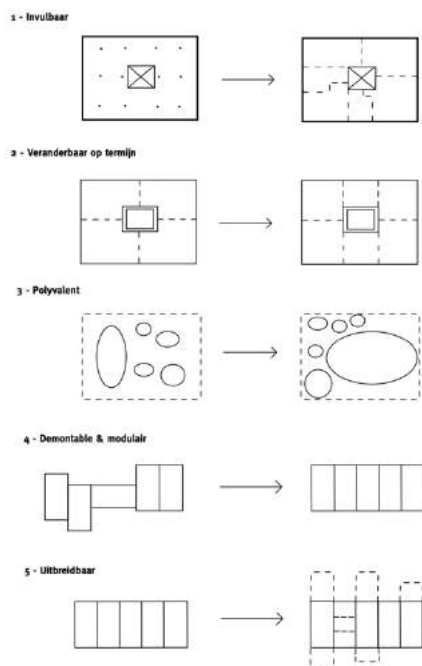 1 - Invulbaar
2 - Veranderbaar op termijn
3 - Polyvalent
4 - Demontable & modulair
5 - Uitbreidbaar